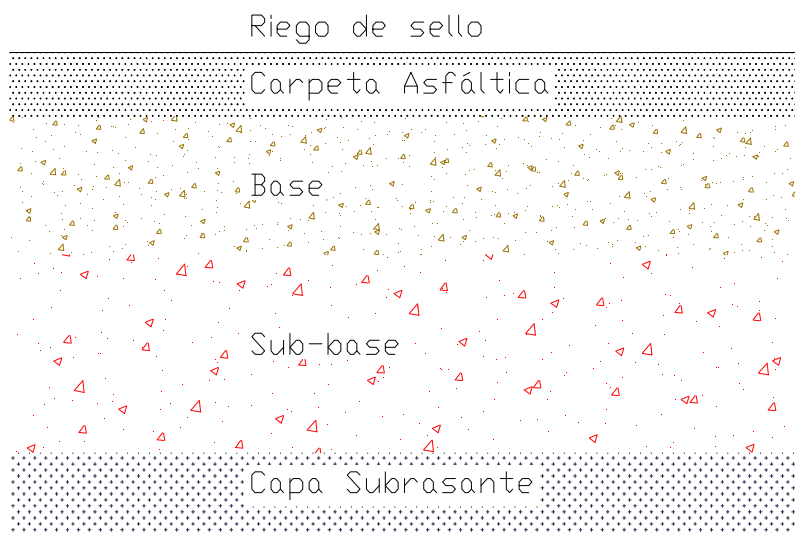 Riego de sello
Carpeta Asfáltica
Base
Sub-base
Capa Subrasante